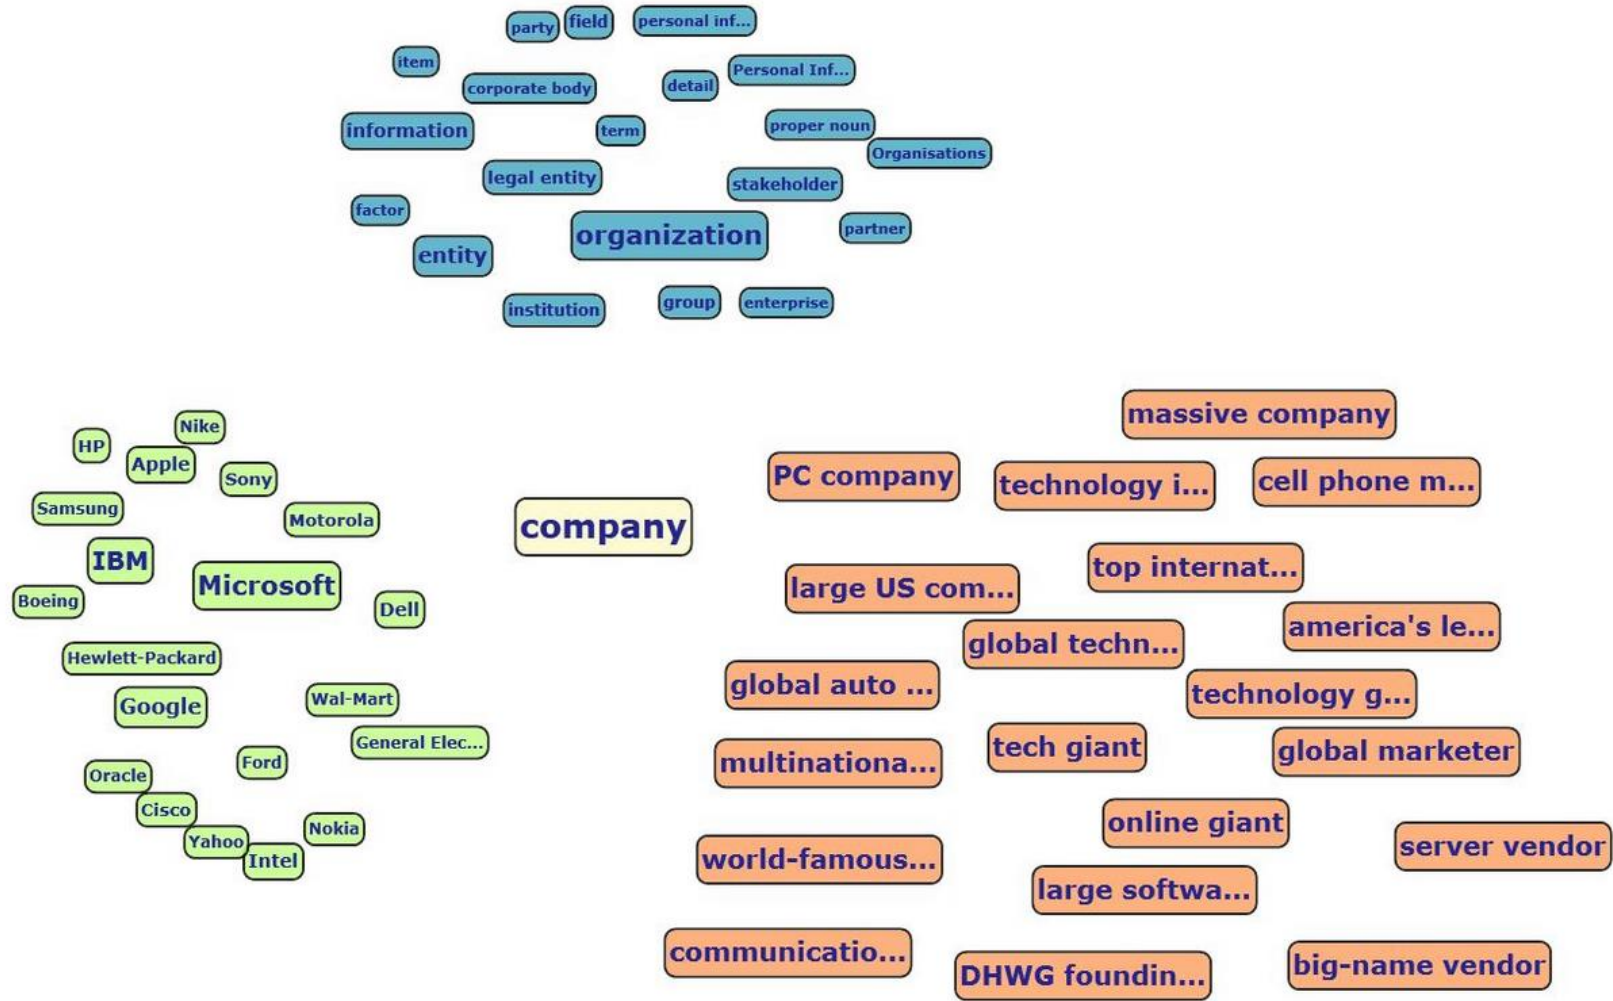 party
field
personal inf...
item
corporate body
detail
Personal Inf...
information
term
proper noun
Organisations
legal entity
stakeholder
factor
organization
partner
entity
institution
group
enterprise
Nike
HP
Apple
Sony
Samsung
Motorola
IBM
Microsoft
Boeing
Dell
Hewlett-Packard
Google
Wal-Mart
General Elec...
Ford
Oracle
Cisco
Yahoo
Intel
Nokia
company
massive company
PC company
technology i...
cell phone m...
top internat...
large US com...
america's le...
global techn...
global auto ...
technology g...
tech giant
global marketer
multinationa...
online giant
server vendor
world-famous...
large softwa...
communicatio...
DHWG foundin...
big-name vendor